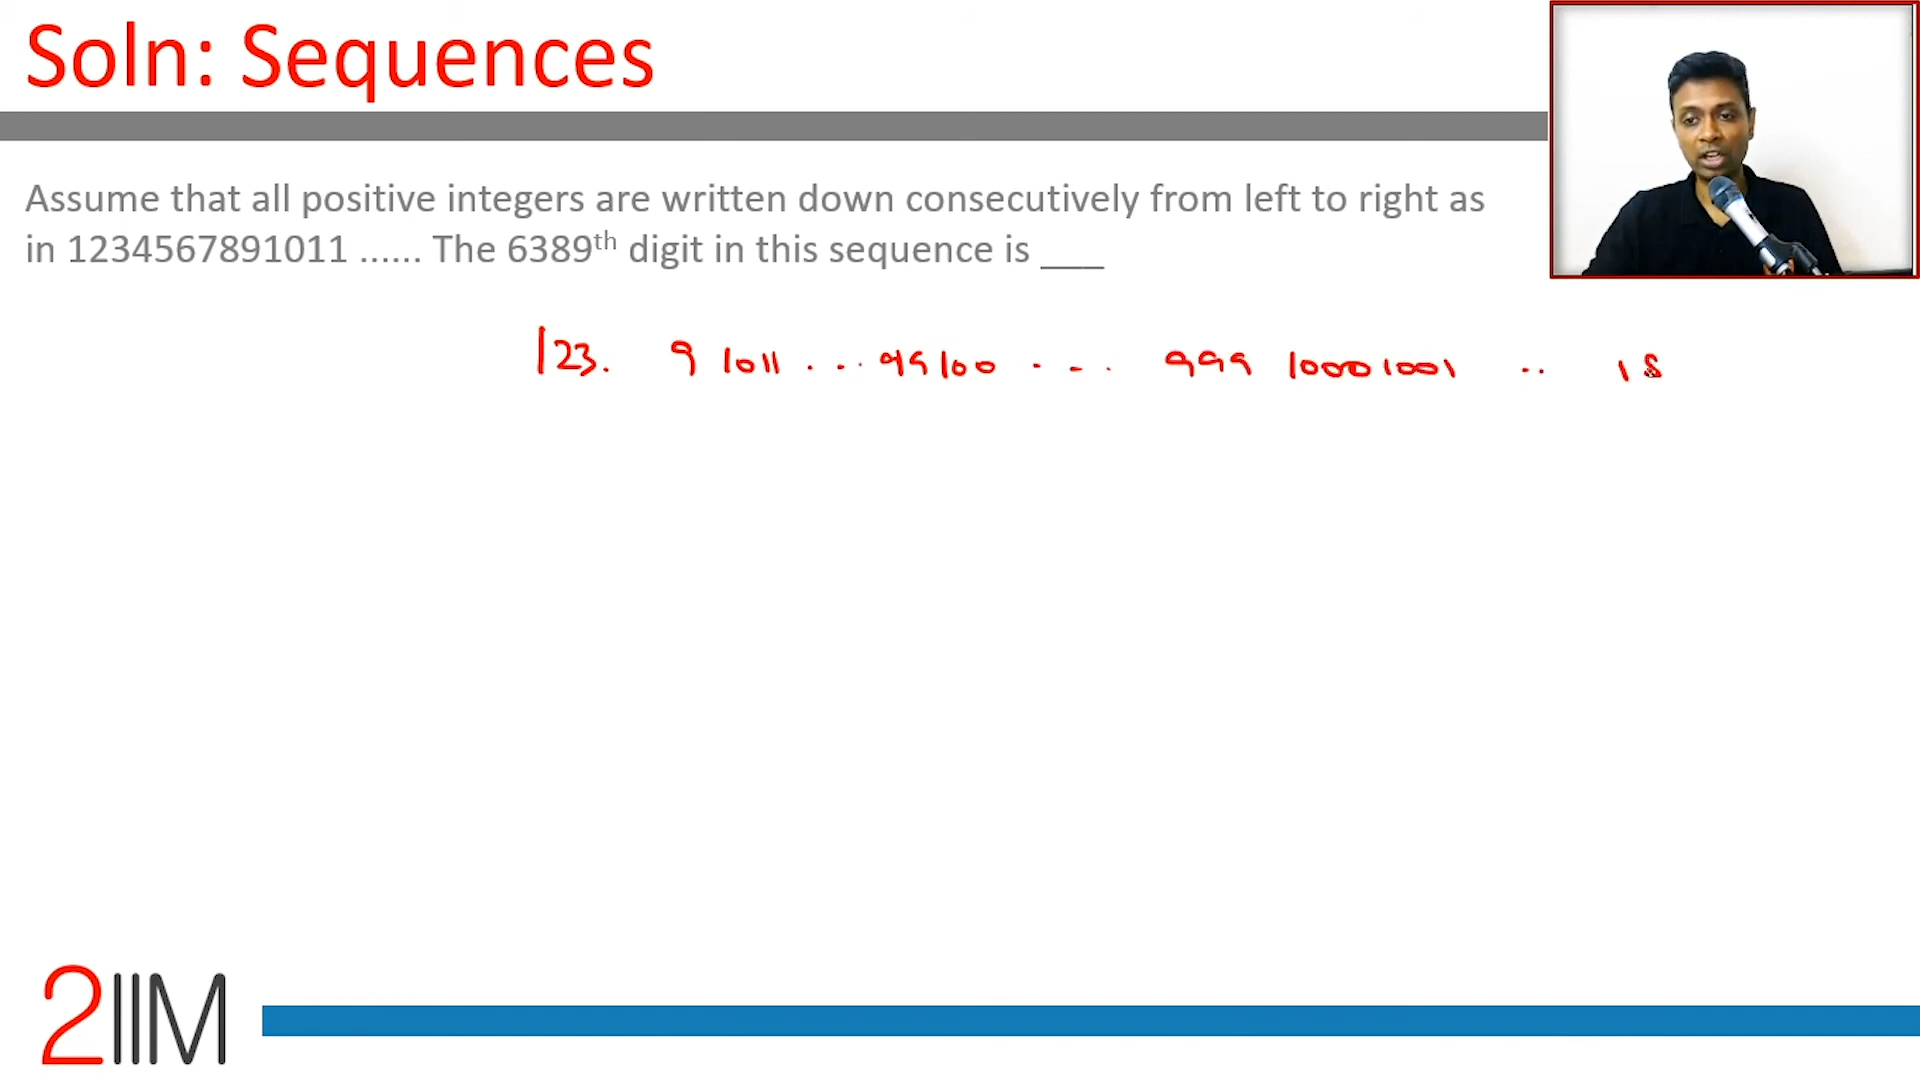 Soln: Sequences
Assume that all positive integers are written down consecutively from left to right as
in 1234567891011 ...... The 6389th digit in this sequence is ___
123. 9 1011 ... 99 100 ... 999 1000 1001 .. 18
2IIM